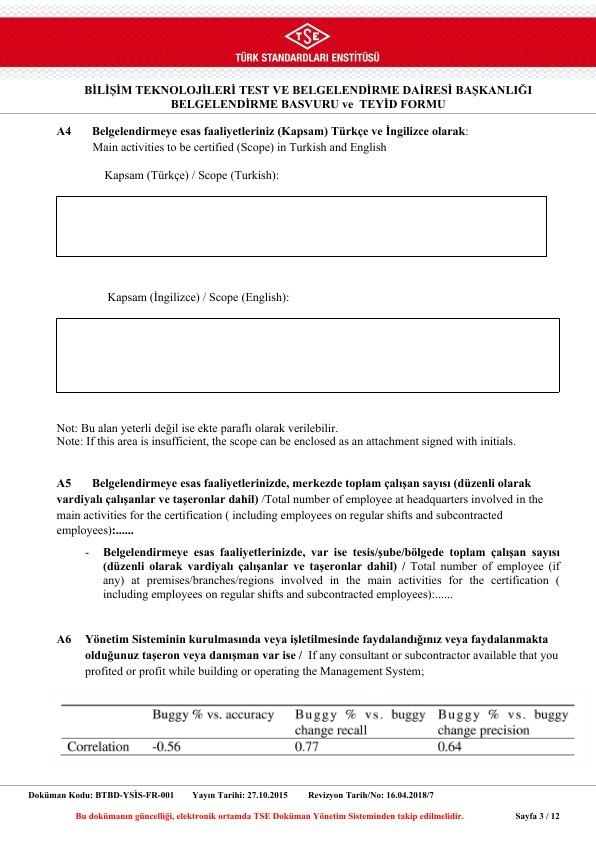 TSE
TÜRK STANDARDLARI ENSTİTÜSÜ
BİLİŞİM TEKNOLOJİLERİ TEST VE BELGELENDİRME DAİRESİ BAŞKANLIĞI
BELGELENDİRME BASVURU ve TEYİD FORMU
A4 Belgelendirmeye esas faaliyetleriniz (Kapsam) Türkçe ve İngilizce olarak:
Main activities to be certified (Scope) in Turkish and English
Kapsam (Türkçe) / Scope (Turkish):
Kapsam (İngilizce) / Scope (English):
Not: Bu alan yeterli değil ise ekte paraflı olarak verilebilir.
Note: If this area is insufficient, the scope can be enclosed as an attachment signed with initials.
A5 Belgelendirmeye esas faaliyetlerinizde, merkezde toplam çalışan sayısı (düzenli olarak
vardiyalı çalışanlar ve taşeronlar dahil) /Total number of employee at headquarters involved in the
main activities for the certification ( including employees on regular shifts and subcontracted
employees):......
- Belgelendirmeye esas faaliyetlerinizde, var ise tesis/şube/bölgede toplam çalışan sayısı
(düzenli olarak vardiyalı çalışanlar ve taşeronlar dahil) / Total number of employee (if
any) at premises/branches/regions involved in the main activities for the certification (
including employees on regular shifts and subcontracted employees):......
A6 Yönetim Sisteminin kurulmasında veya işletilmesinde faydalandığınız veya faydalanmakta
olduğunuz taşeron veya danışman var ise / If any consultant or subcontractor available that you
profited or profit while building or operating the Management System;
Buggy % vs. accuracy Buggy % vs. buggy Buggy % vs. buggy
change recall change precision
Correlation -0.56 0.77 0.64
Doküman Kodu: BTBD-YSİS-FR-001 Yayın Tarihi: 27.10.2015 Revizyon Tarih/No: 16.04.2018/7
Bu dokümanın güncelliği, elektronik ortamda TSE Doküman Yönetim Sisteminden takip edilmelidir. Sayfa 3 / 12